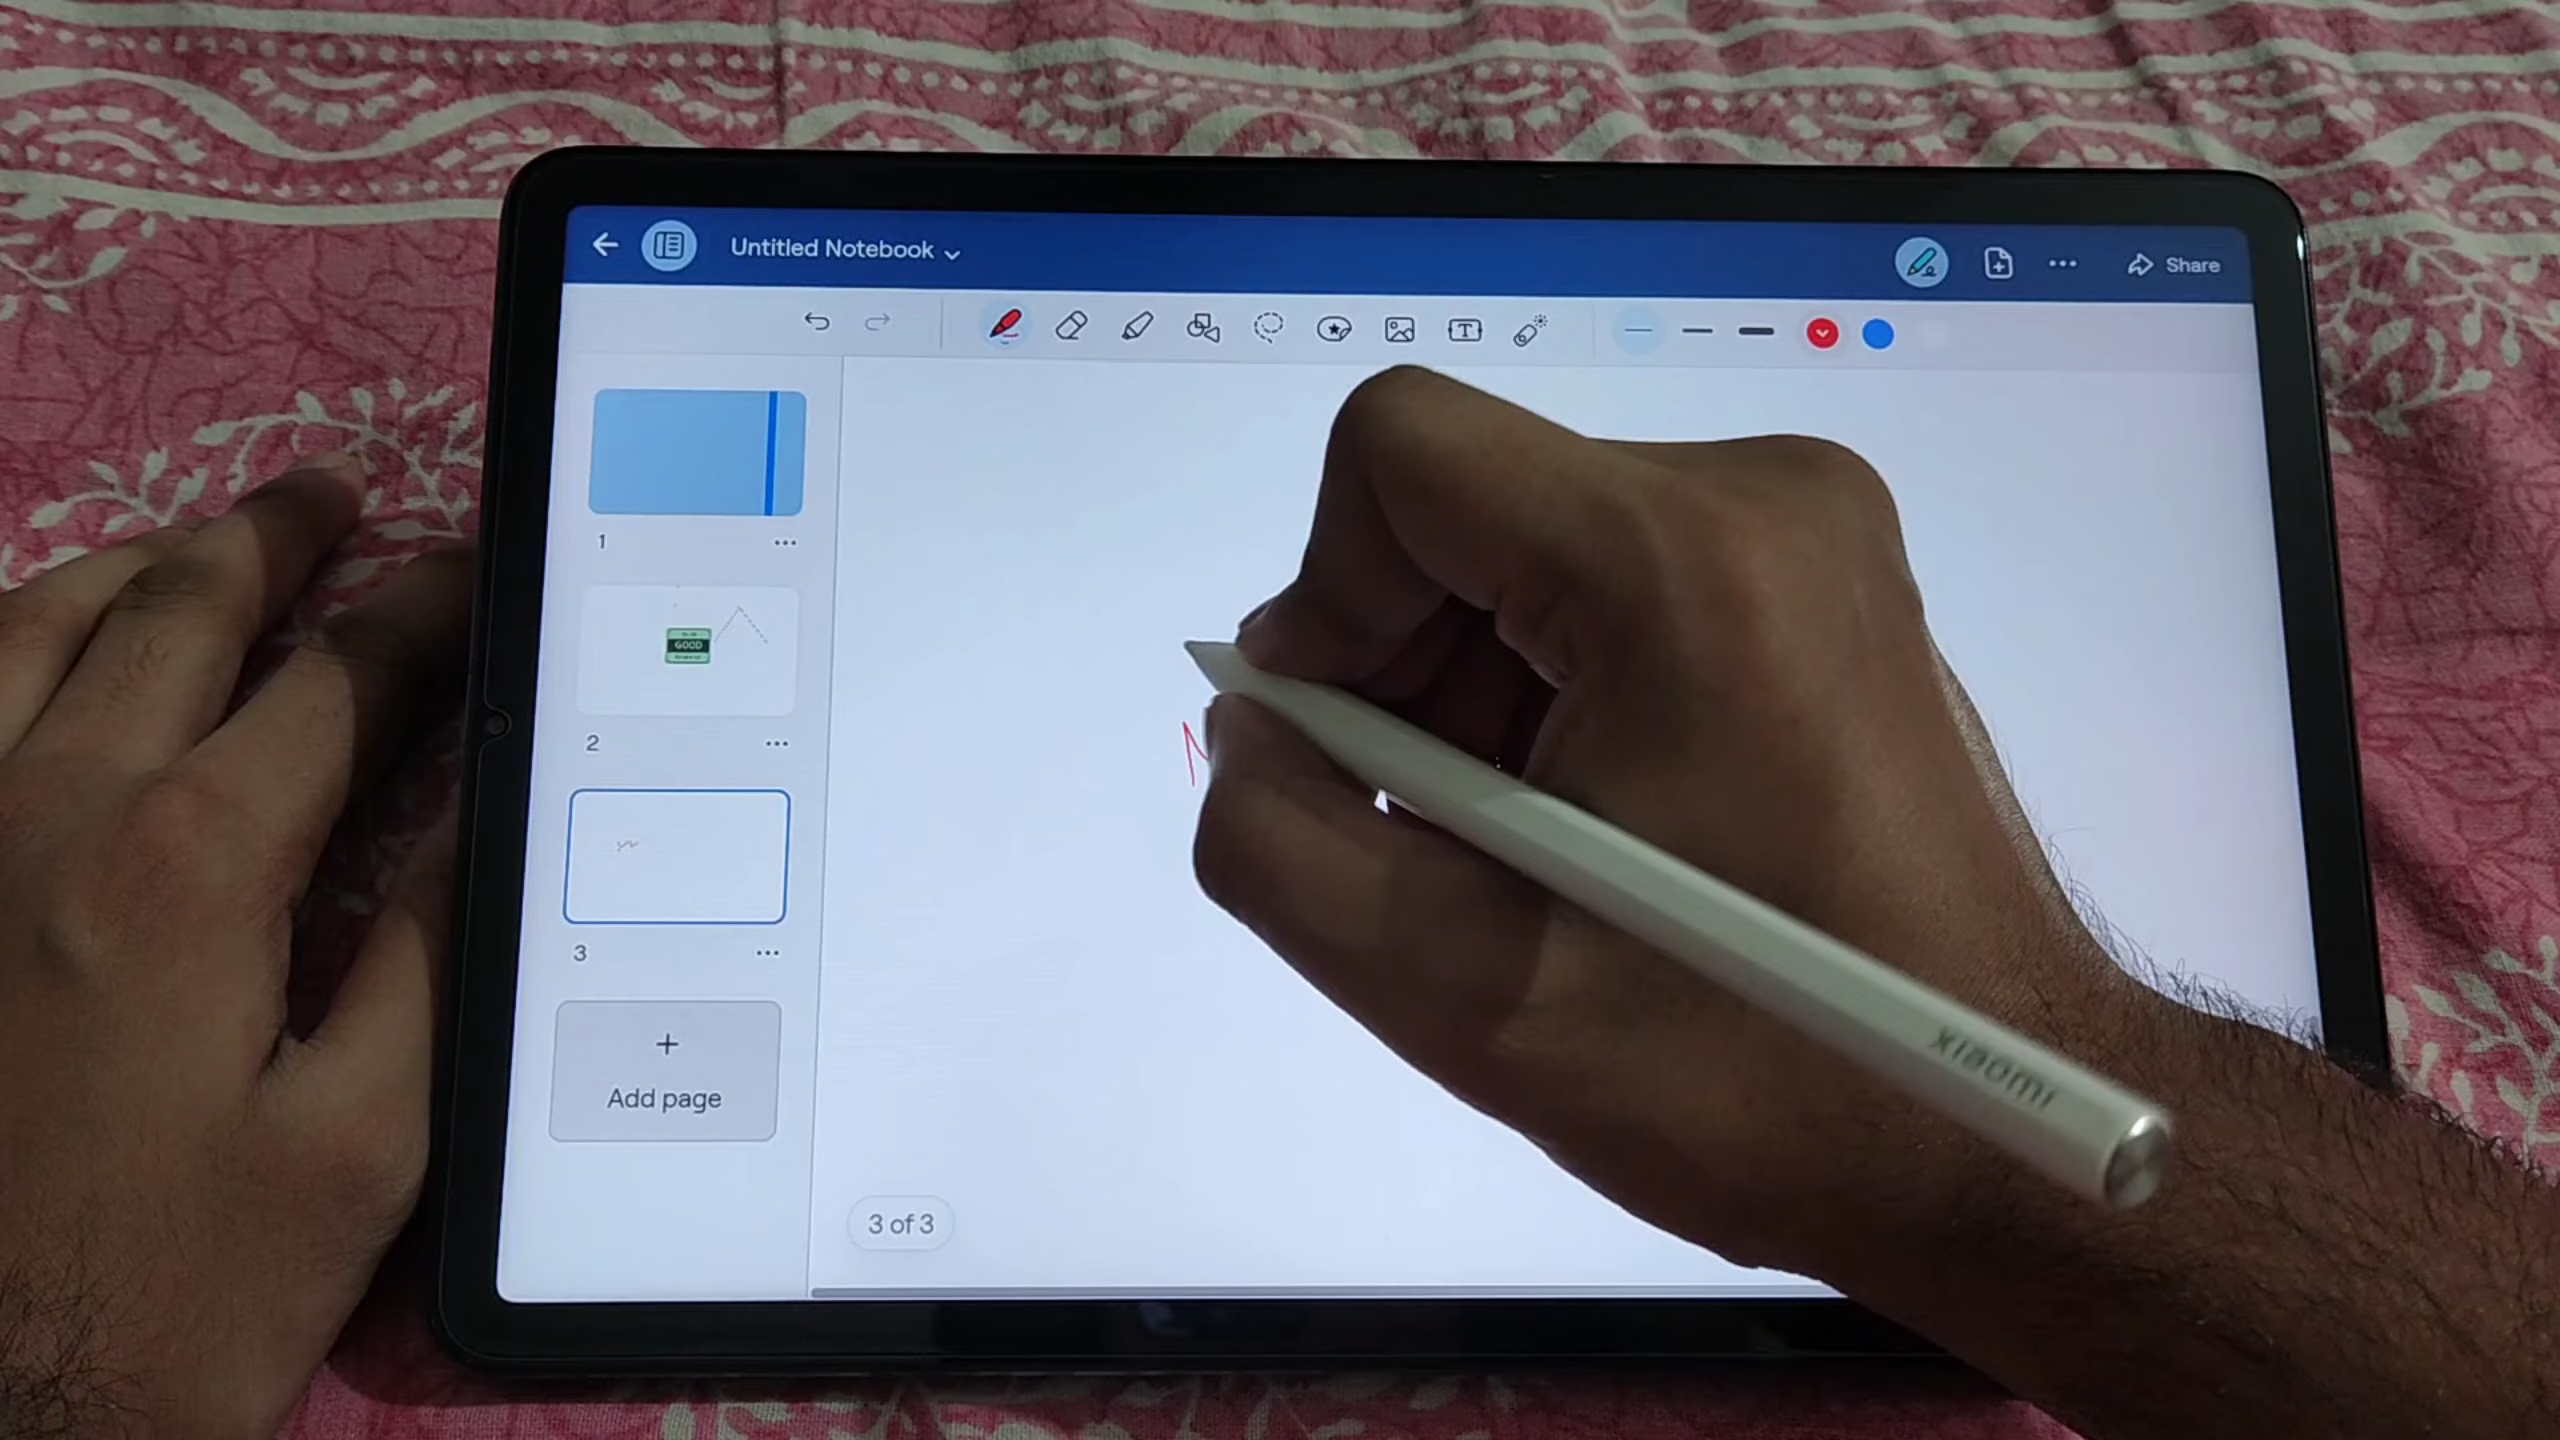 Untitled Notebook
Share
1
GOOD
2
3
Add page
3 of 3
xiaomi